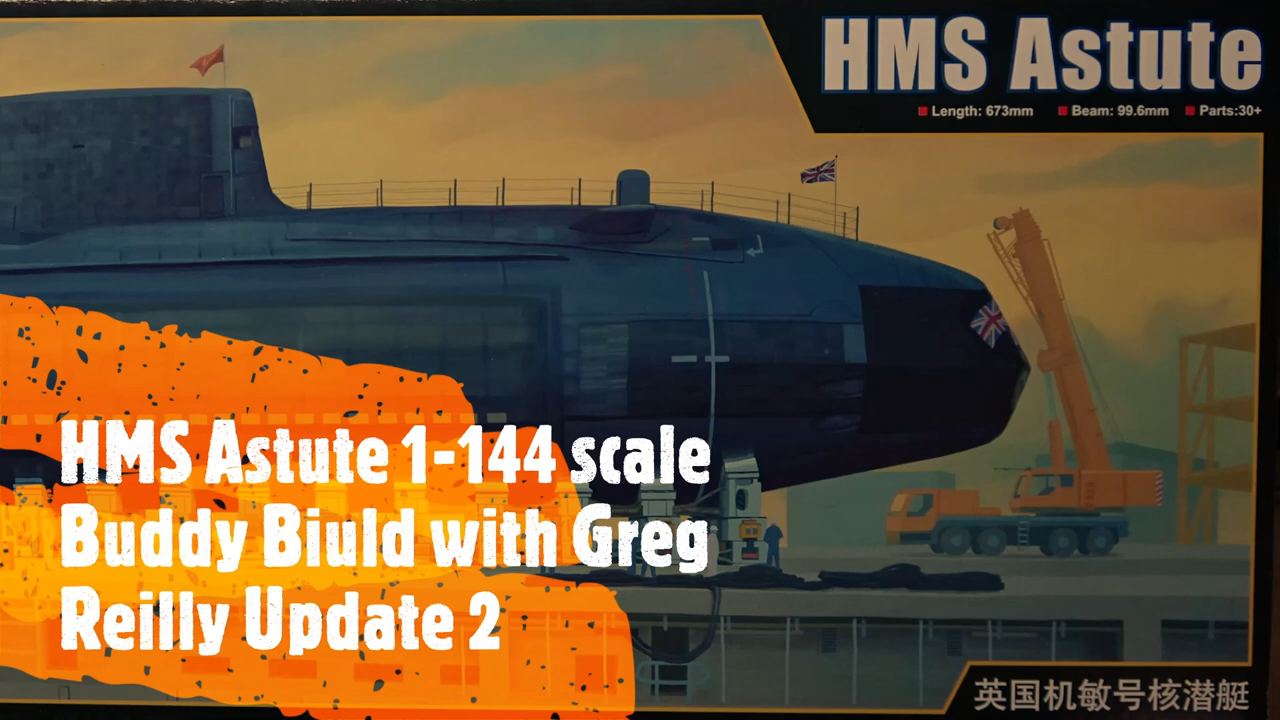 HMS Astute
Length: 673mm Beam: 99.6mm Parts:30+
HMS Astute 1-144 scale
Buddy Biuld with Greg
Reilly Update 2
英国机敏号核潜艇